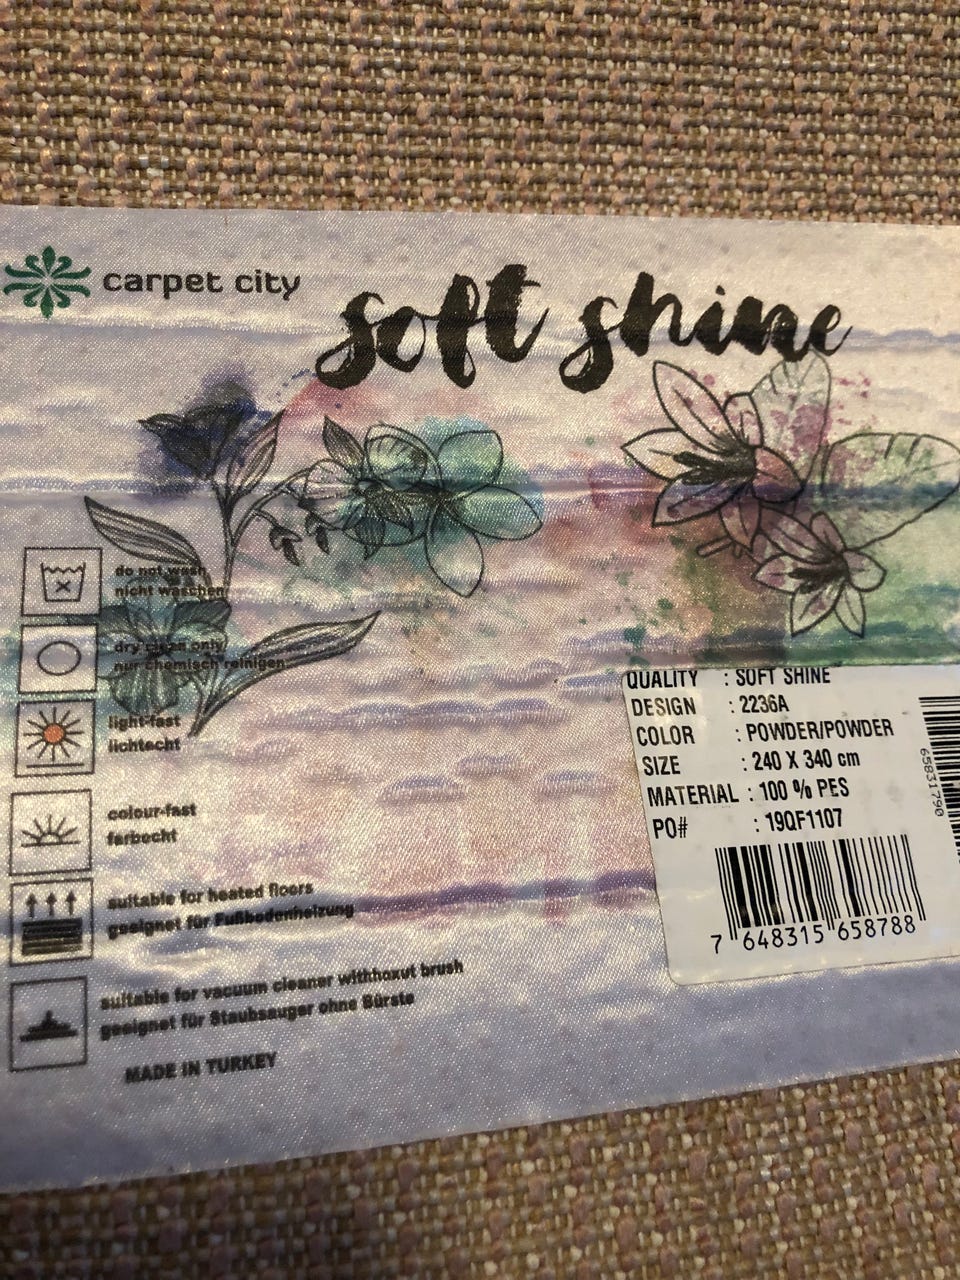 carpet city
soft shine
do not wash
nicht waschen
dry clean only
nur chemisch reinigen
light-fast
lichtecht
colour-fast
farbecht
suitable for heated floors
geeignet für Fußbodenheizung
suitable for vacuum cleaner withhoxut brush
geeignet für Staubsauger ohne Bürste
MADE IN TURKEY
QUALITY : SOFT SHINE
DESIGN : 2236A
COLOR : POWDER/POWDER
SIZE : 240 X 340 cm
MATERIAL : 100 % PES
PO# : 19QF1107
7 648315 658788
65831790